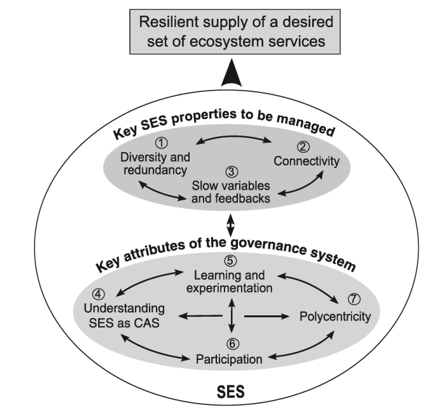 Resilient supply of a desired
set of ecosystem services
Key SES properties to be managed
①
Diversity and
redundancy
②
Connectivity
③
Slow variables
and feedbacks
Key attributes of the governance system
⑤
Learning and
experimentation
④
Understanding
SES as CAS
⑦
Polycentricity
⑥
Participation
SES